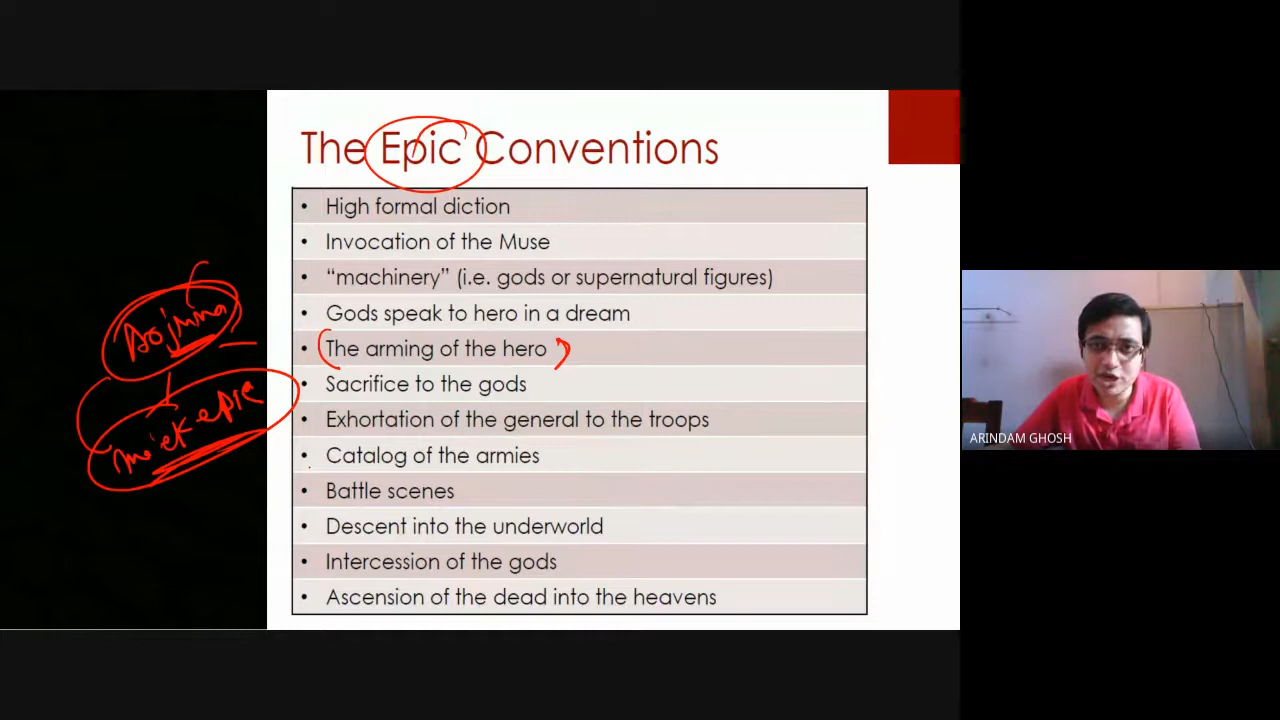 The Epic Conventions
• High formal diction
• Invocation of the Muse
• “machinery” (i.e. gods or supernatural figures)
• Gods speak to hero in a dream
• The arming of the hero
• Sacrifice to the gods
• Exhortation of the general to the troops
• Catalog of the armies
• Battle scenes
• Descent into the underworld
• Intercession of the gods
• Ascension of the dead into the heavens
epic
ARINDAM GHOSH